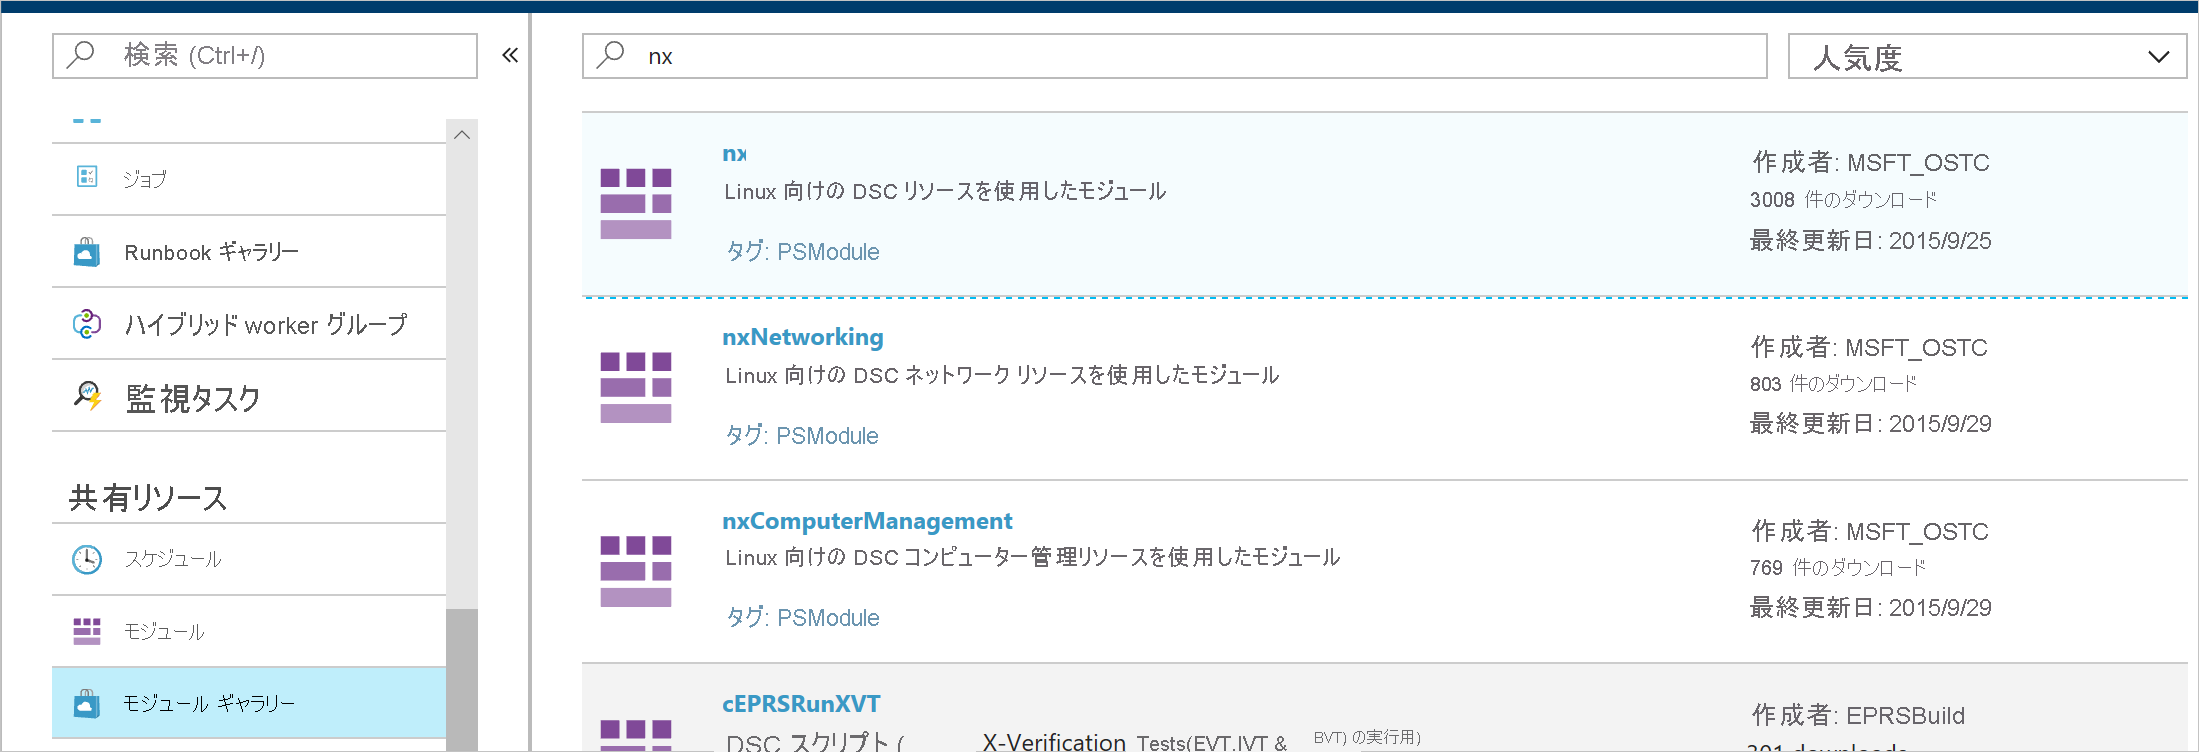 検索 (Ctrl+/)
«
ジョブ
Runbook ギャラリー
ハイブリッド worker グループ
監視タスク
共有リソース
スケジュール
モジュール
モジュール ギャラリー
nx
人気度
nx
Linux 向けの DSC リソースを使用したモジュール
タグ: PSModule
作成者: MSFT_OSTC
3008 件のダウンロード
最終更新日: 2015/9/25
nxNetworking
Linux 向けの DSC ネットワーク リソースを使用したモジュール
タグ: PSModule
作成者: MSFT_OSTC
803 件のダウンロード
最終更新日: 2015/9/29
nxComputerManagement
Linux 向けの DSC コンピューター管理リソースを使用したモジュール
タグ: PSModule
作成者: MSFT_OSTC
769 件のダウンロード
最終更新日: 2015/9/29
cEPRSRunXVT
DSC スクリプト ( X-Verification Tests(EVT.IVT & BVT) の実行用)
作成者: EPRSBuild
301 downloads